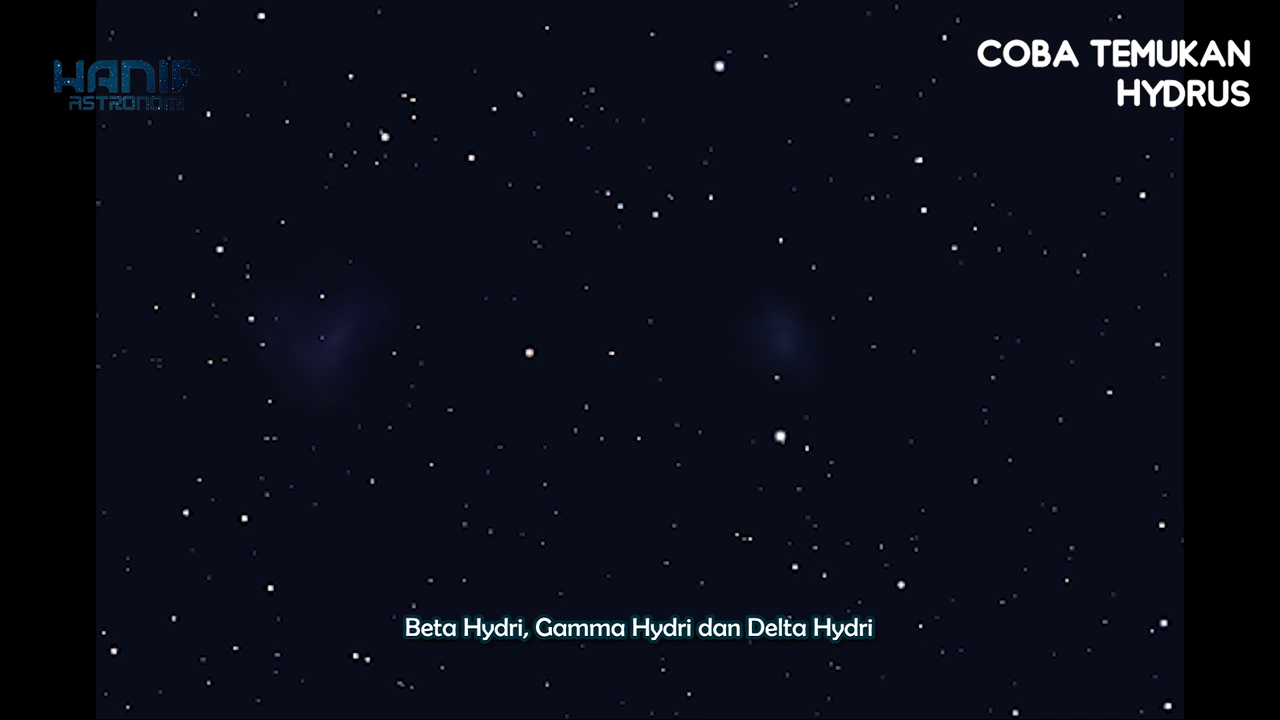 HANIF
ASTRONOMI
COBA TEMUKAN
HYDRUS
Beta Hydri, Gamma Hydri dan Delta Hydri